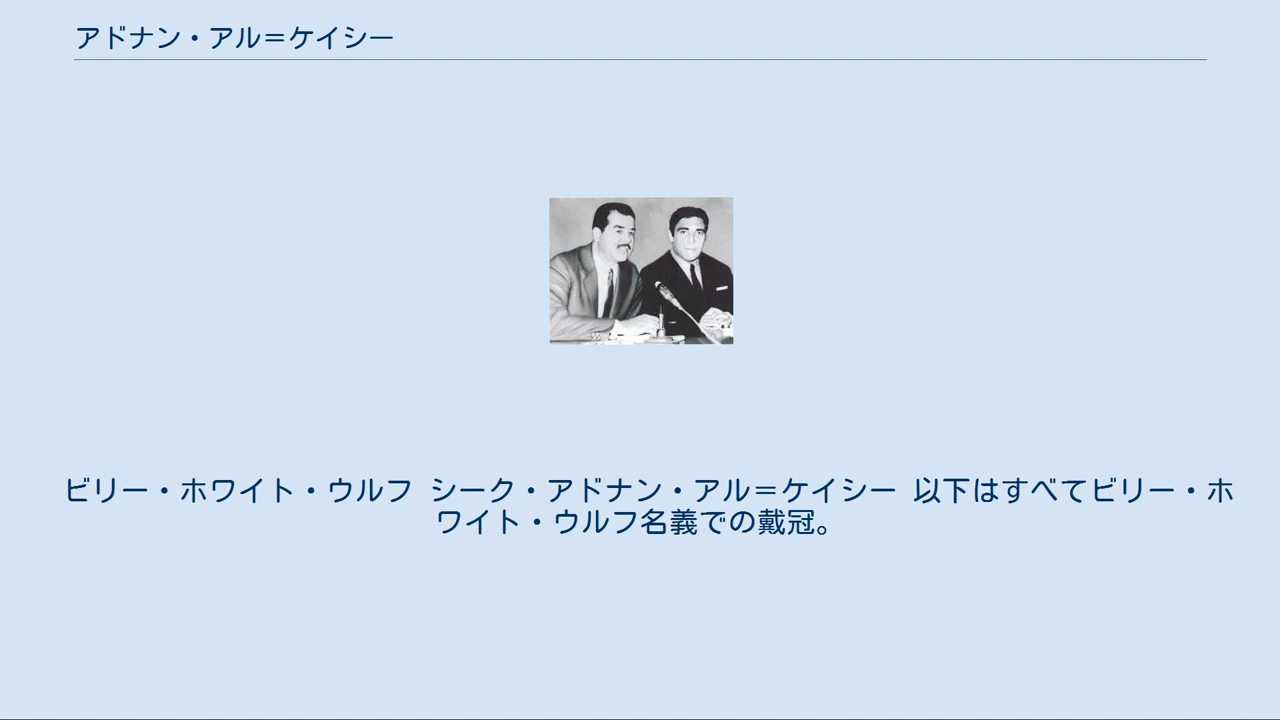 アドナン・アル＝ケイシー
ビリー・ホワイト・ウルフ シーク・アドナン・アル＝ケイシー 以下はすべてビリー・ホ
ワイト・ウルフ名義での戴冠。